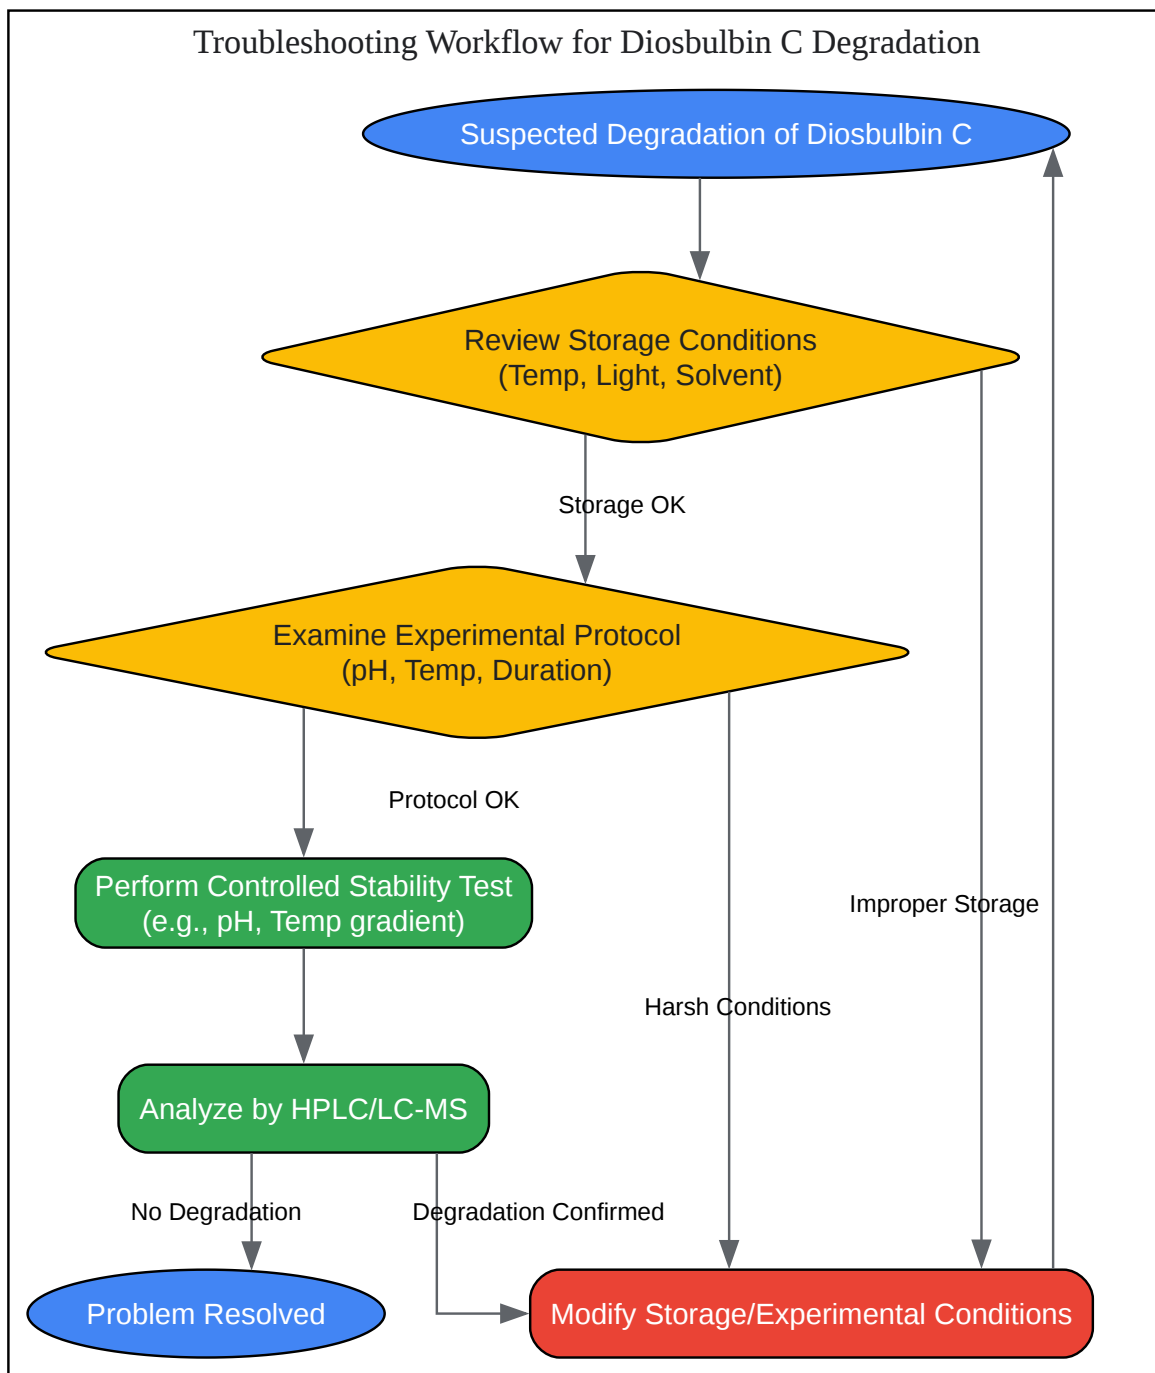 Troubleshooting Workflow for Diosbulbin C Degradation
Suspected Degradation of Diosbulbin C
Review Storage Conditions
(Temp, Light, Solvent)
Storage OK
Examine Experimental Protocol
(pH, Temp, Duration)
Protocol OK
Perform Controlled Stability Test
(e.g., pH, Temp gradient)
Improper Storage
Harsh Conditions
Analyze by HPLC/LC-MS
No Degradation
Degradation Confirmed
Problem Resolved
Modify Storage/Experimental Conditions